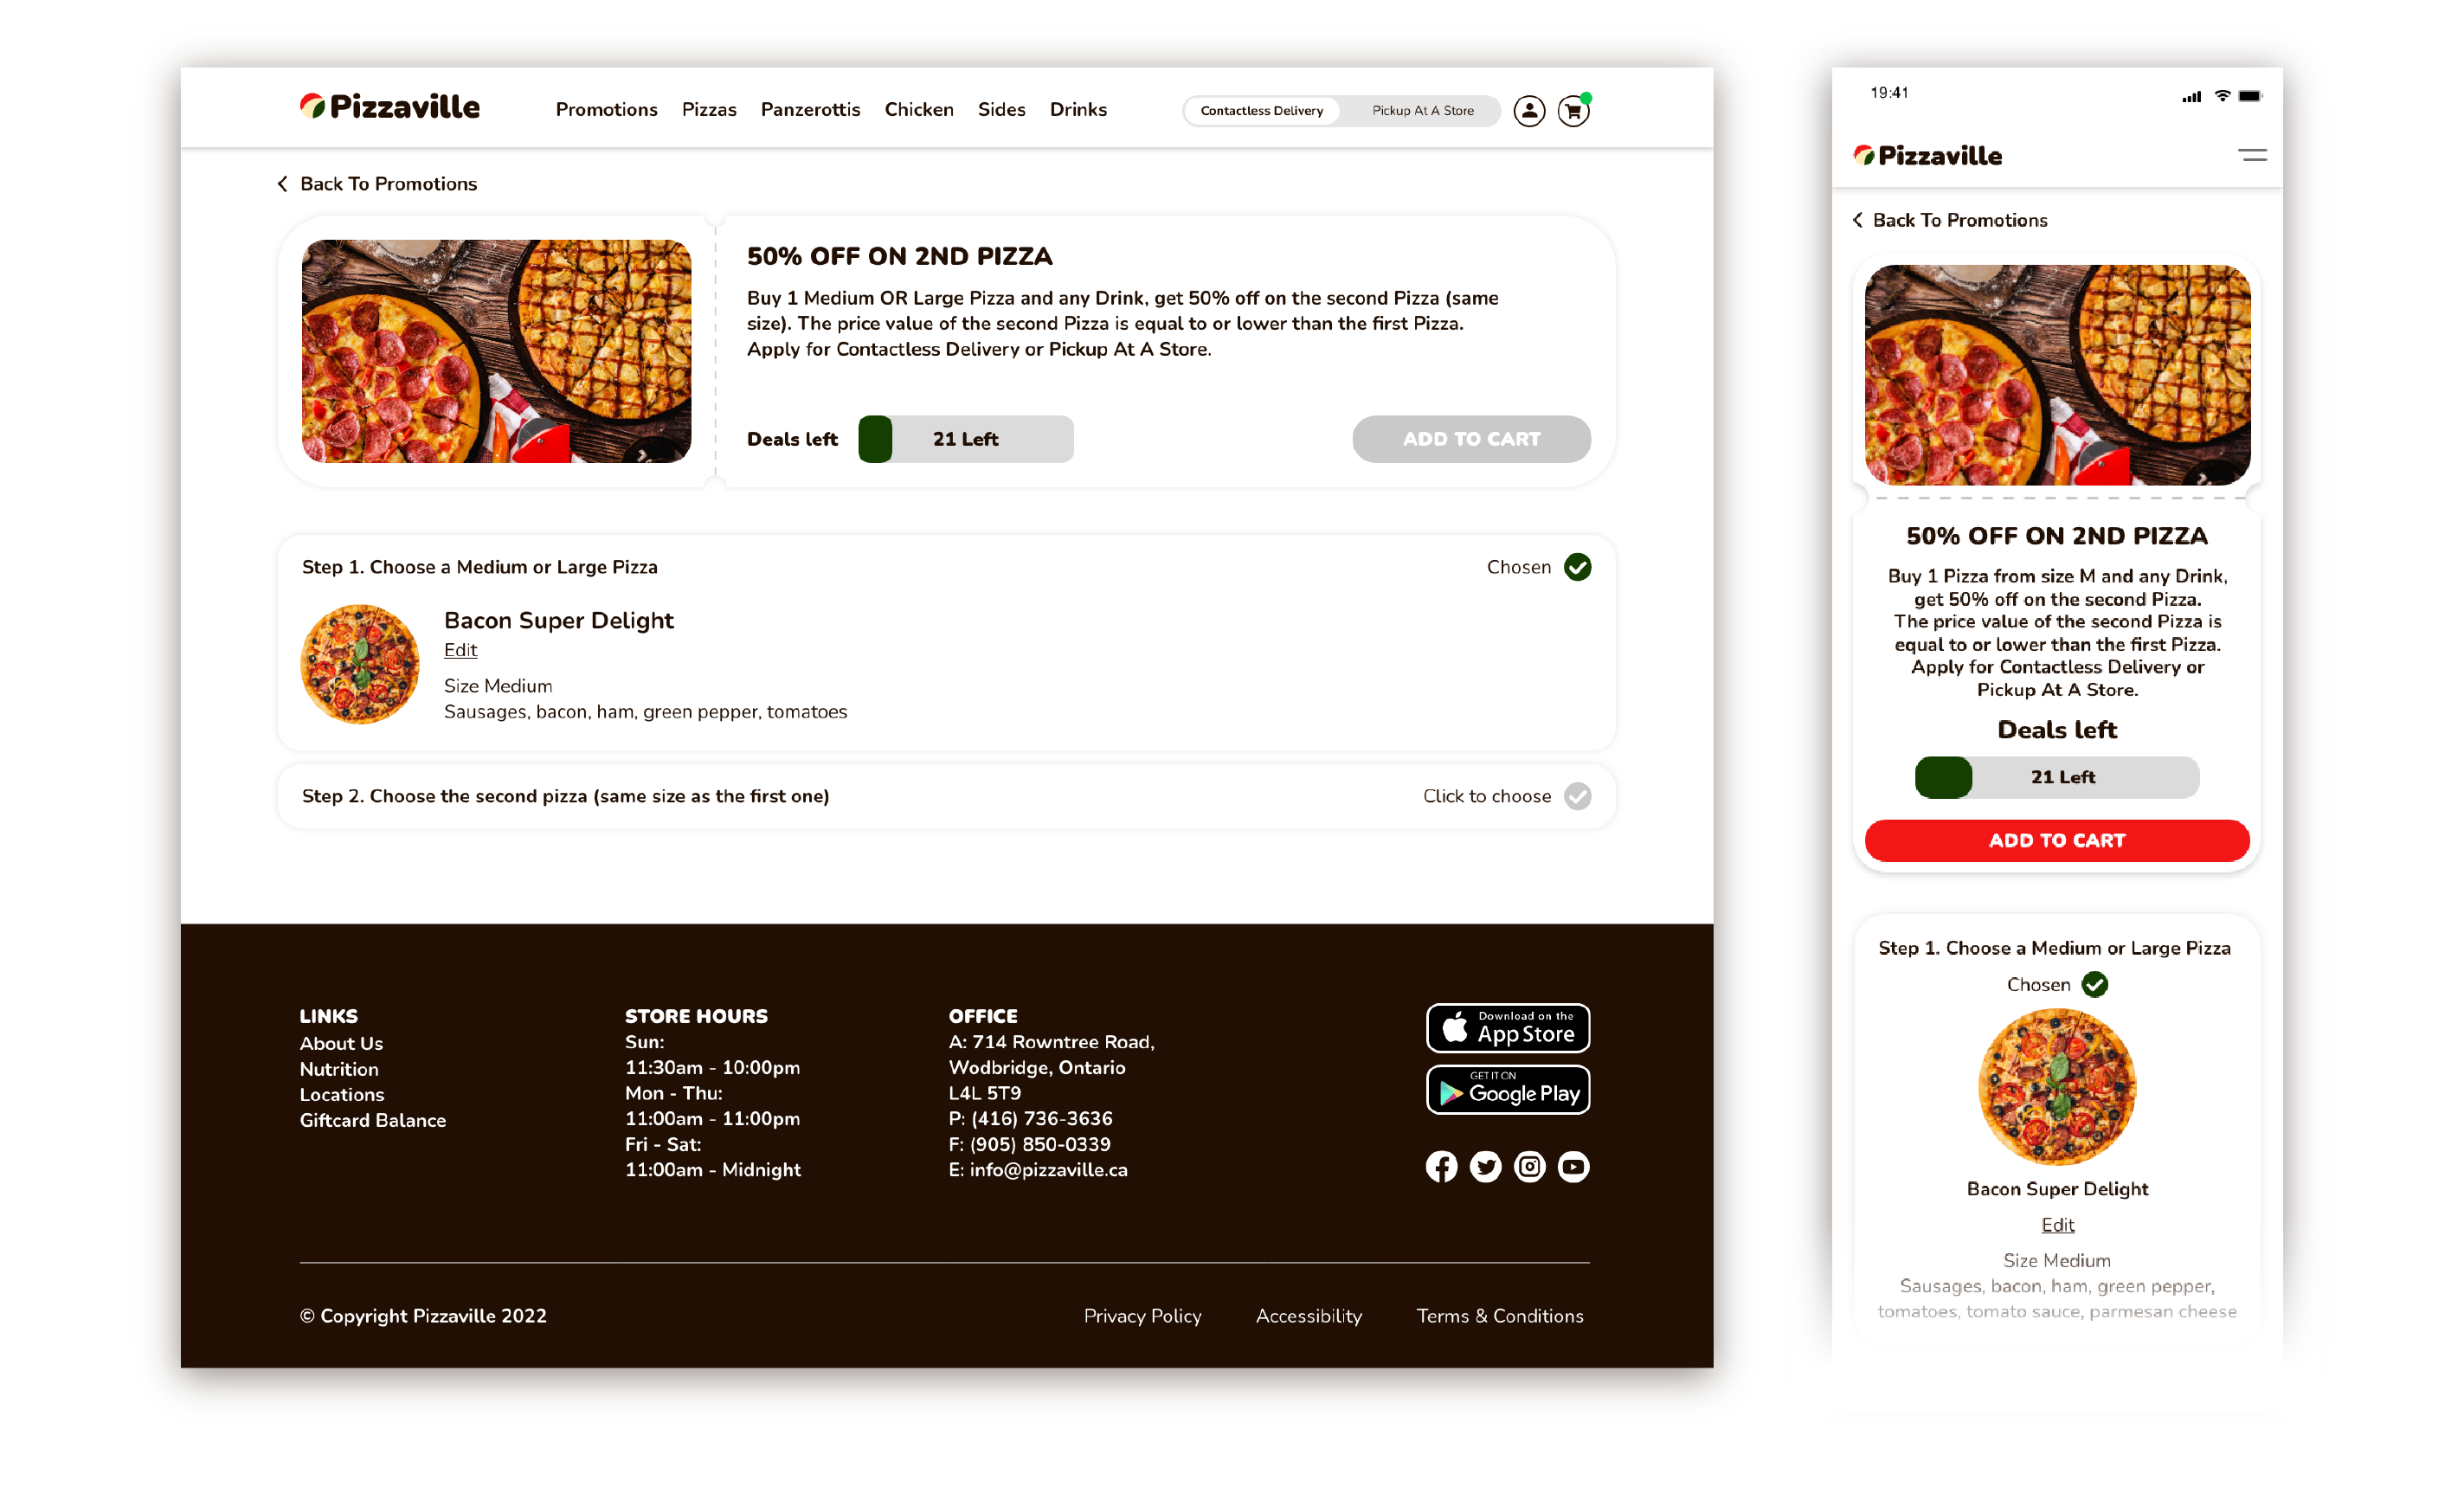 Pizzaville
Promotions Pizzas Panzerottis Chicken Sides Drinks
Contactless Delivery Pickup At A Store
Back To Promotions
50% OFF ON 2ND PIZZA
Buy 1 Medium OR Large Pizza and any Drink, get 50% off on the second Pizza (same
size). The price value of the second Pizza is equal to or lower than the first Pizza.
Apply for Contactless Delivery or Pickup At A Store.
Deals left 21 Left ADD TO CART
Step 1. Choose a Medium or Large Pizza Chosen
Bacon Super Delight
Edit
Size Medium
Sausages, bacon, ham, green pepper, tomatoes
Step 2. Choose the second pizza (same size as the first one) Click to choose
LINKS
About Us
Nutrition
Locations
Giftcard Balance
STORE HOURS
Sun:
11:30am - 10:00pm
Mon - Thu:
11:00am - 11:00pm
Fri - Sat:
11:00am - Midnight
OFFICE
A: 714 Rowntree Road,
Wodbridge, Ontario
L4L 5T9
P: (416) 736-3636
F: (905) 850-0339
E: info@pizzaville.ca
Download on the
App Store
GET IT ON
Google Play
© Copyright Pizzaville 2022 Privacy Policy Accessibility Terms & Conditions
19:41
Pizzaville
Back To Promotions
50% OFF ON 2ND PIZZA
Buy 1 Pizza from size M and any Drink,
get 50% off on the second Pizza.
The price value of the second Pizza is
equal to or lower than the first Pizza.
Apply for Contactless Delivery or
Pickup At A Store.
Deals left
21 Left
ADD TO CART
Step 1. Choose a Medium or Large Pizza
Chosen
Bacon Super Delight
Edit
Size Medium
Sausages, bacon, ham, green pepper,
tomatoes, tomato sauce, parmesan cheese